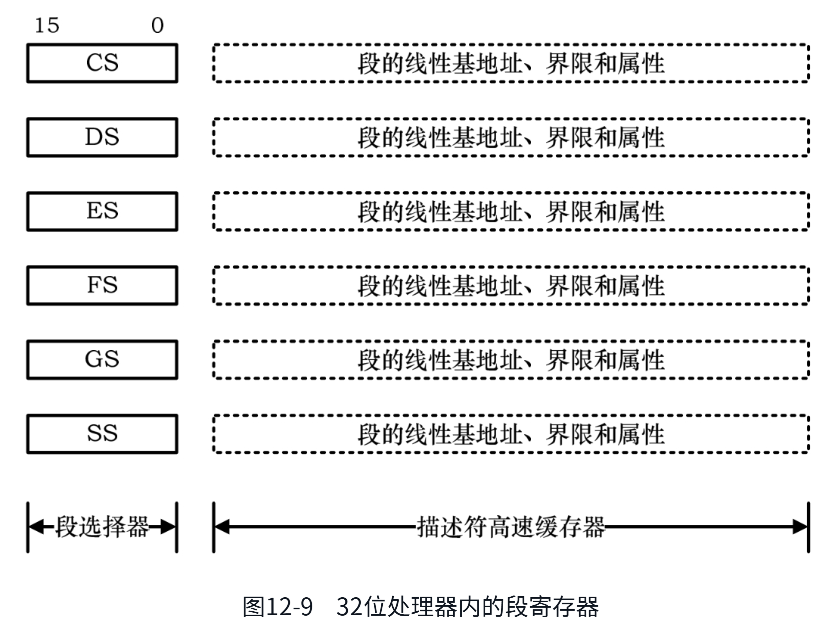 15 0
CS 段的线性基地址、界限和属性
DS 段的线性基地址、界限和属性
ES 段的线性基地址、界限和属性
FS 段的线性基地址、界限和属性
GS 段的线性基地址、界限和属性
SS 段的线性基地址、界限和属性
段选择器 描述符高速缓存器
图12-9 32位处理器内的段寄存器